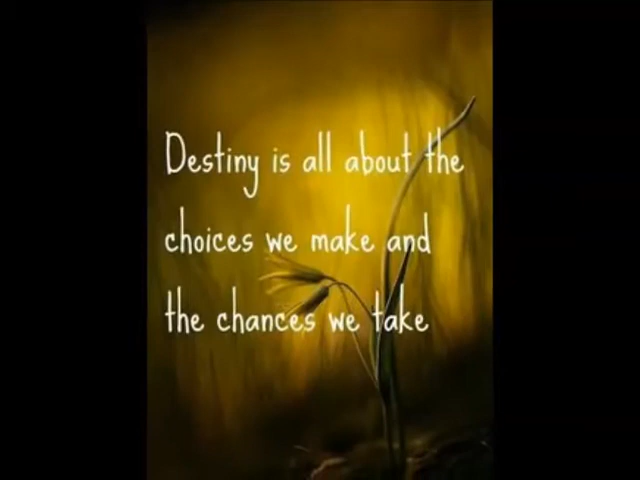 Destiny is all about the
choices we make and
the chances we take